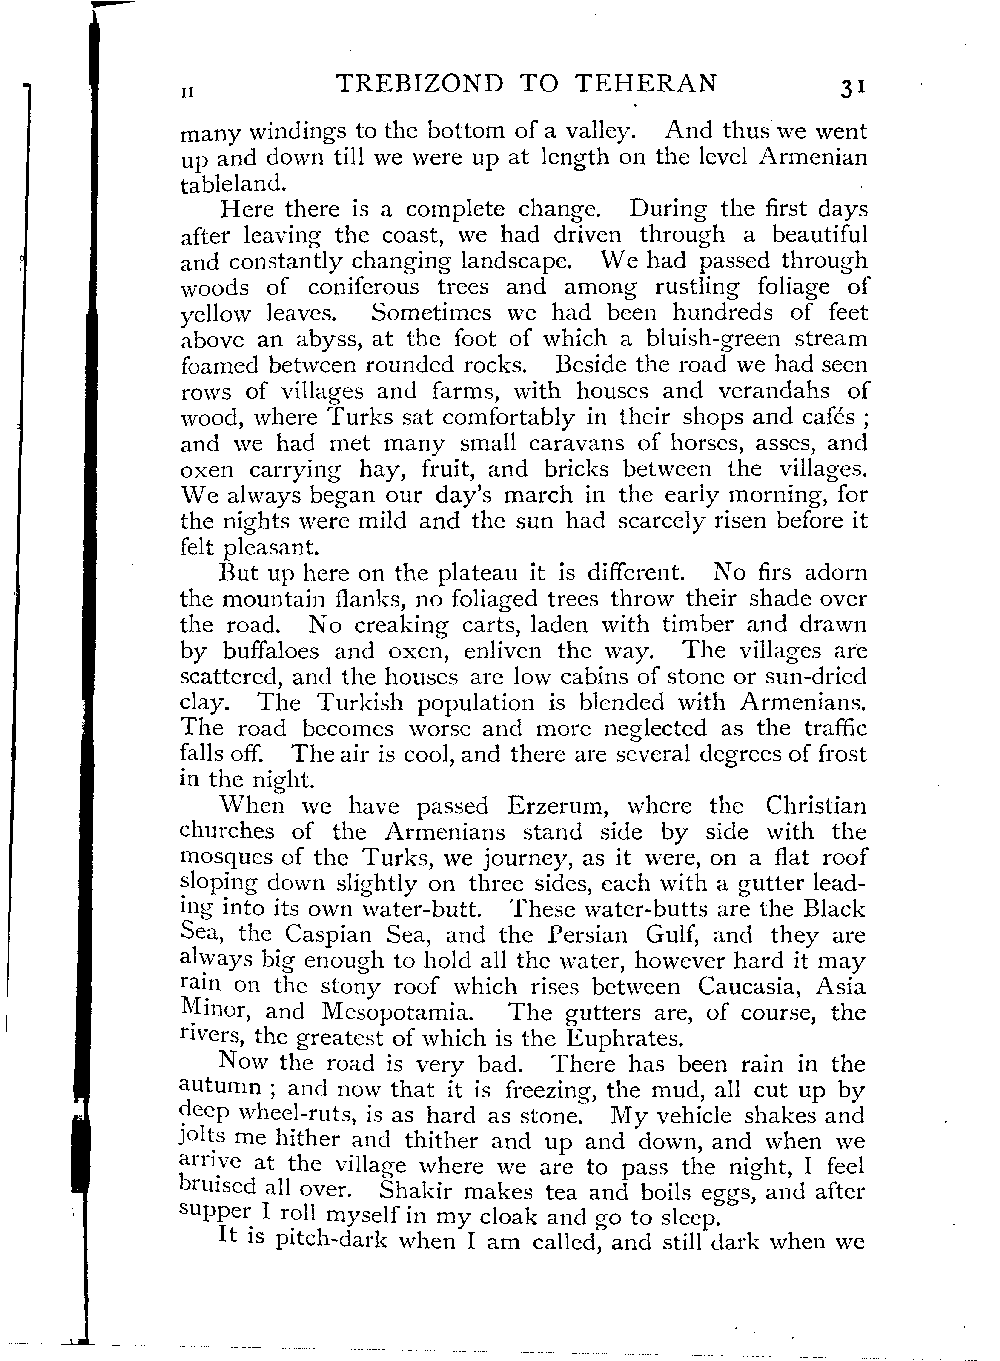 II TREBIZOND TO TEHERAN 31
many windings to the bottom of a valley. And thus we went
up and down till we were up at length on the level Armenian
tableland.
Here there is a complete change. During the first days
after leaving the coast, we had driven through a beautiful
and constantly changing landscape. We had passed through
woods of coniferous trees and among rustling foliage of
yellow leaves. Sometimes we had been hundreds of feet
above an abyss, at the foot of which a bluish-green stream
foamed between rounded rocks. Beside the road we had seen
rows of villages and farms, with houses and verandahs of
wood, where Turks sat comfortably in their shops and cafés ;
and we had met many small caravans of horses, asses, and
oxen carrying hay, fruit, and bricks between the villages.
We always began our day's march in the early morning, for
the nights were mild and the sun had scarcely risen before it
felt pleasant.
But up here on the plateau it is different. No firs adorn
the mountain flanks, no foliaged trees throw their shade over
the road. No creaking carts, laden with timber and drawn
by buffaloes and oxen, enliven the way. The villages are
scattered, and the houses are low cabins of stone or sun-dried
clay. The Turkish population is blended with Armenians.
The road becomes worse and more neglected as the traffic
falls off. The air is cool, and there are several degrees of frost
in the night.
When we have passed Erzerum, where the Christian
churches of the Armenians stand side by side with the
mosques of the Turks, we journey, as it were, on a flat roof
sloping down slightly on three sides, each with a gutter lead-
ing into its own water-butt. These water-butts are the Black
Sea, the Caspian Sea, and the Persian Gulf, and they are
always big enough to hold all the water, however hard it may
rain on the stony roof which rises between Caucasia, Asia
Minor, and Mesopotamia. The gutters are, of course, the
rivers, the greatest of which is the Euphrates.
Now the road is very bad. There has been rain in the
autumn ; and now that it is freezing, the mud, all cut up by
deep wheel-ruts, is as hard as stone. My vehicle shakes and
jolts me hither and thither and up and down, and when we
arrive at the village where we are to pass the night, I feel
bruised all over. Shakir makes tea and boils eggs, and after
supper I roll myself in my cloak and go to sleep.
It is pitch-dark when I am called, and still dark when we